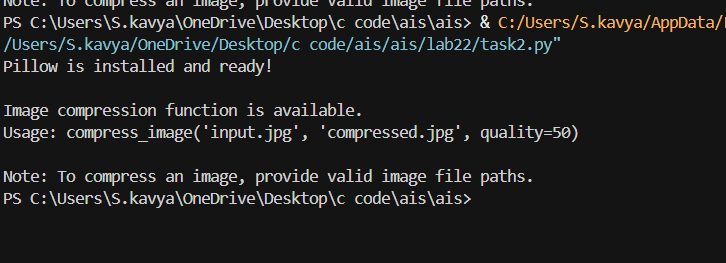 Note: To compress an image, provide valid image file paths.
PS C:\Users\S.kavya\OneDrive\Desktop\c code\ais\ais> & C:/Users/S.kavya/AppData/
/Users/S.kavya/OneDrive/Desktop/c code/ais/ais/lab22/task2.py"
Pillow is installed and ready!
Image compression function is available.
Usage: compress_image('input.jpg', 'compressed.jpg', quality=50)
Note: To compress an image, provide valid image file paths.
PS C:\Users\S.kavya\OneDrive\Desktop\c code\ais\ais>